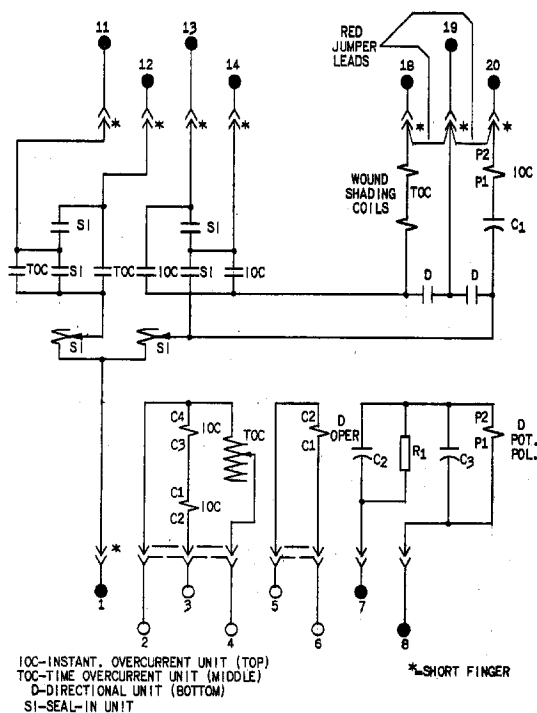 11 13 19
RED
JUMPER
LEADS
12 14 18 20
* * * * * * *
P2
IOC
P1
WOUND
SHADING
COILS
TOC
C1
SI SI
TOC SI TOC IOC SI IOC
D D
SI SI
C4 IOC
C3
TOC
C2 D
OPER
C1
P2 D
P1 POT.
POL.
C2 R1 C3
C1 IOC
C2
*
1 3 5 7
2 4 6 8
IOC-INSTANT. OVERCURRENT UNIT (TOP)
TOC-TIME OVERCURRENT UNIT (MIDDLE)
D-DIRECTIONAL UNIT (BOTTOM)
SI-SEAL-IN UNIT
*=SHORT FINGER